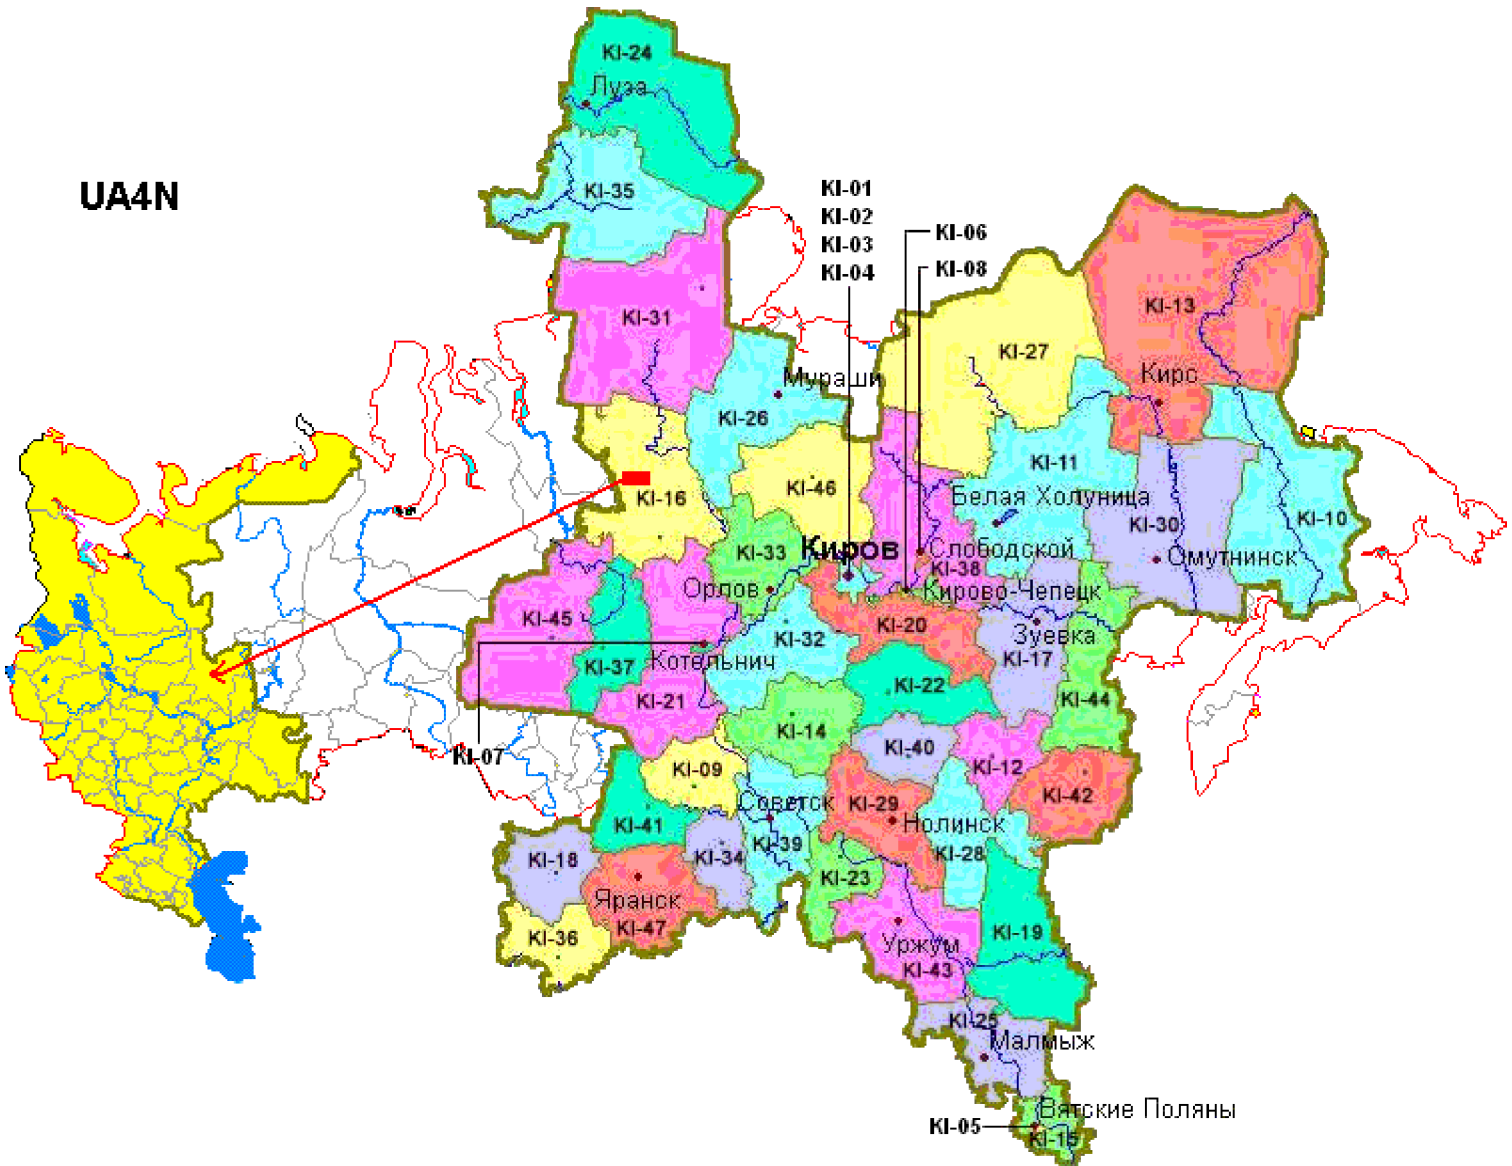 KI-24
Луза
UA4N
KI-35
KI-01
KI-02
KI-03
KI-04
KI-06
KI-08
KI-31
KI-13
KI-27
Мураши
Кирс
KI-26
KI-11
KI-46
KI-16
Белая Холуница
KI-30
KI-10
KI-33
Киров
Слободской
Омутнинск
KI-38
Орлов
Кирово-Чепецк
KI-45
KI-20
KI-32
Зуевка
KI-37
Котельнич
KI-17
KI-22
KI-21
KI-44
KI-14
KI-40
KI-07
KI-09
KI-12
KI-42
Советск
KI-29
KI-41
Нолинск
KI-39
KI-18
KI-34
KI-28
KI-23
Яранск
KI-47
KI-36
KI-19
Уржум
KI-43
KI-25
Малмыж
Вятские Поляны
KI-05
KI-15